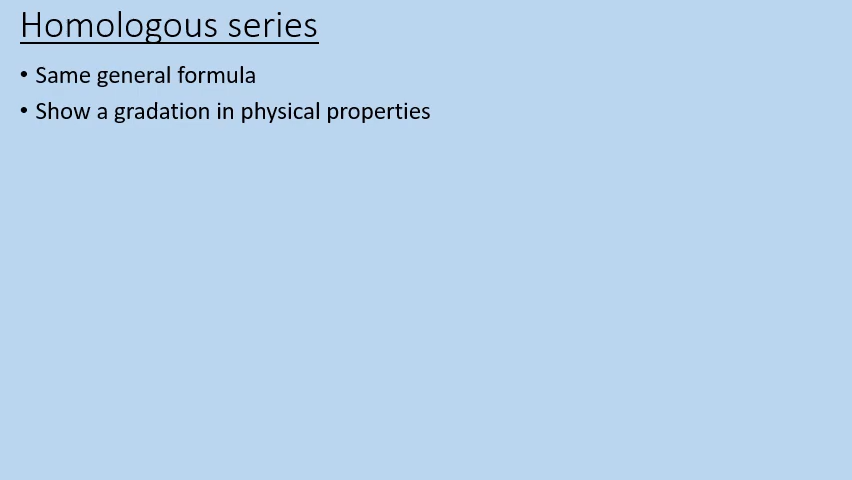 Homologous series
• Same general formula
• Show a gradation in physical properties